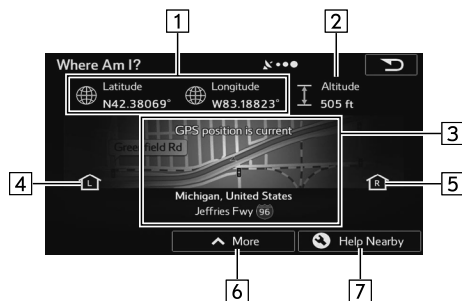 1
2
Where Am I?
Latitude
N42.38069°
Longitude
W83.18823°
Altitude
505 ft
GPS position is current
3
Greenfield Rd
4
L
R
5
Michigan, United States
Jeffries Fwy 96
More
Help Nearby
6
7